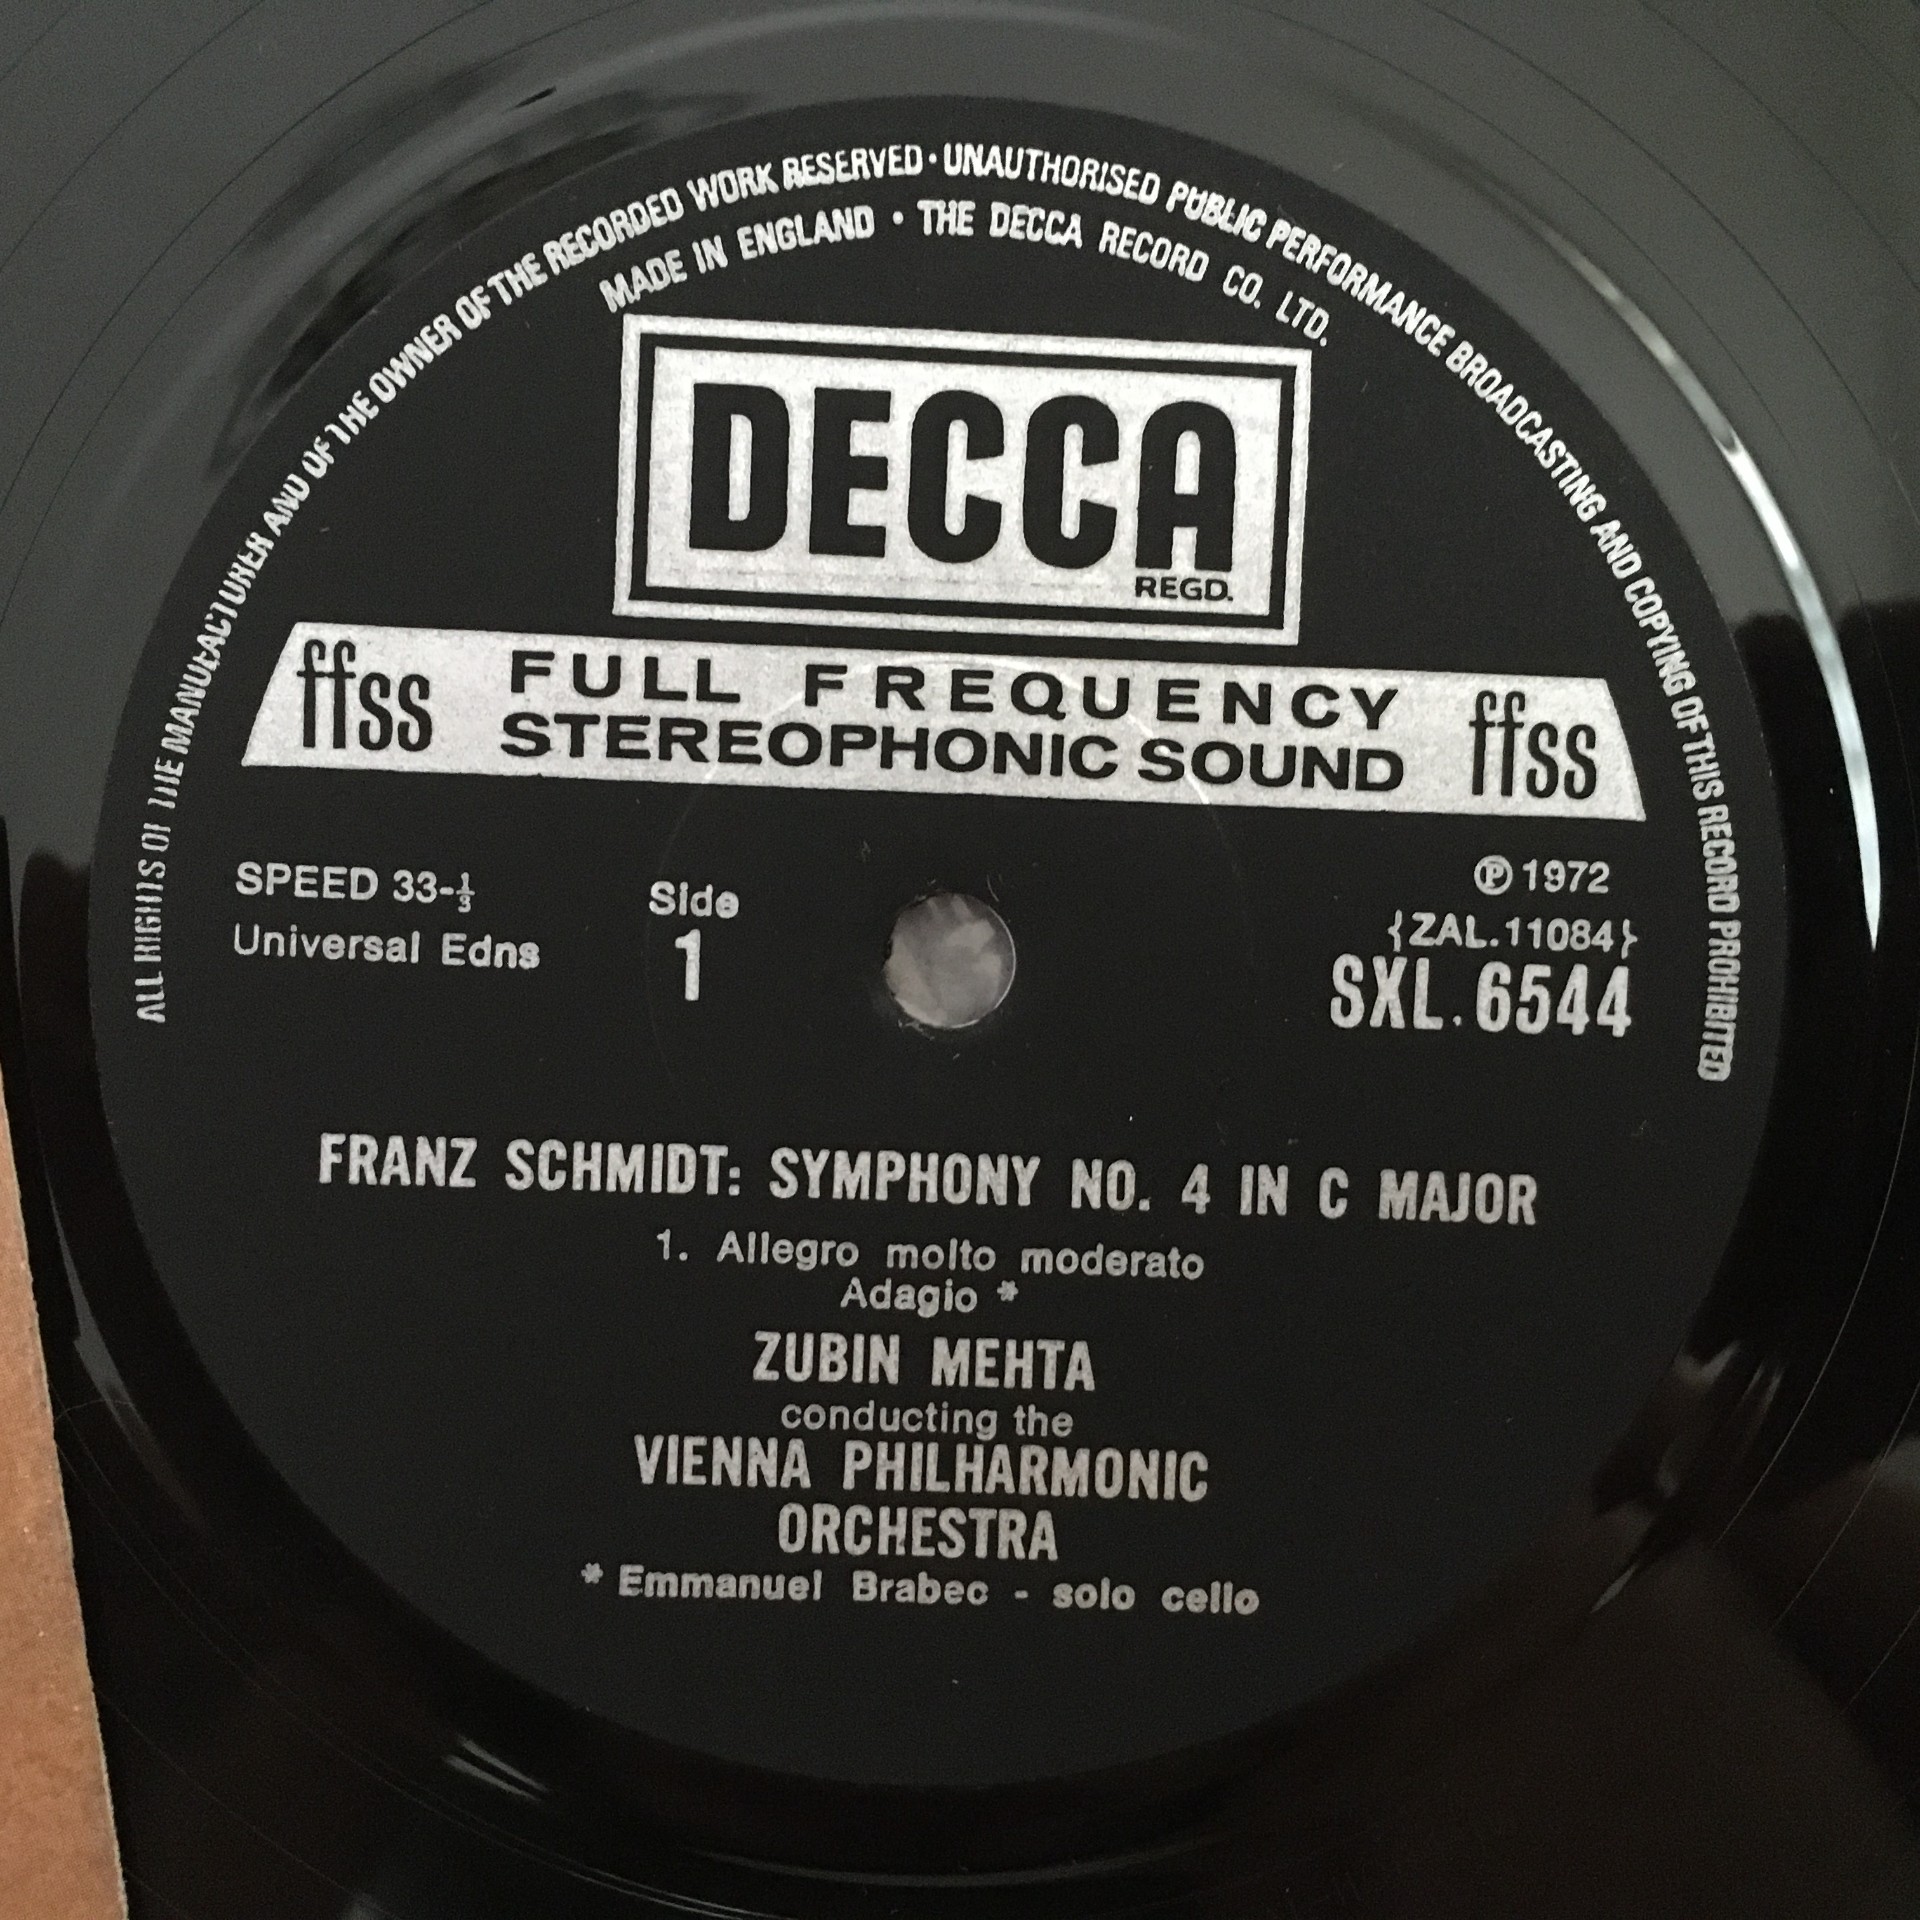 ALL RIGHTS OF THE MANUFACTURER AND OF THE OWNER OF THE RECORDED WORK RESERVED · UNAUTHORISED PUBLIC PERFORMANCE BROADCASTING AND COPYING OF THIS RECORD PROHIBITED
MADE IN ENGLAND · THE DECCA RECORD CO. LTD.
DECCA
REGD.
ffss FULL FREQUENCY STEREOPHONIC SOUND ffss
SPEED 33-⅓
Universal Edns
Side
1
℗ 1972
{ZAL.11084}
SXL. 6544
FRANZ SCHMIDT: SYMPHONY NO. 4 IN C MAJOR
1. Allegro molto moderato
Adagio *
ZUBIN MEHTA
conducting the
VIENNA PHILHARMONIC
ORCHESTRA
* Emmanuel Brabec - solo cello